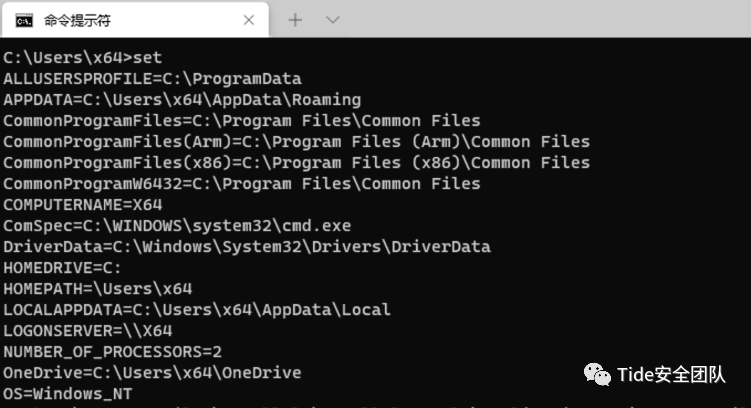 命令提示符
C:\Users\x64>set
ALLUSERSPROFILE=C:\ProgramData
APPDATA=C:\Users\x64\AppData\Roaming
CommonProgramFiles=C:\Program Files\Common Files
CommonProgramFiles(Arm)=C:\Program Files (Arm)\Common Files
CommonProgramFiles(x86)=C:\Program Files (x86)\Common Files
CommonProgramW6432=C:\Program Files\Common Files
COMPUTERNAME=X64
ComSpec=C:\WINDOWS\system32\cmd.exe
DriverData=C:\Windows\System32\Drivers\DriverData
HOMEDRIVE=C:
HOMEPATH=\Users\x64
LOCALAPPDATA=C:\Users\x64\AppData\Local
LOGONSERVER=\\X64
NUMBER_OF_PROCESSORS=2
OneDrive=C:\Users\x64\OneDrive
Tide安全团队
OS=Windows_NT